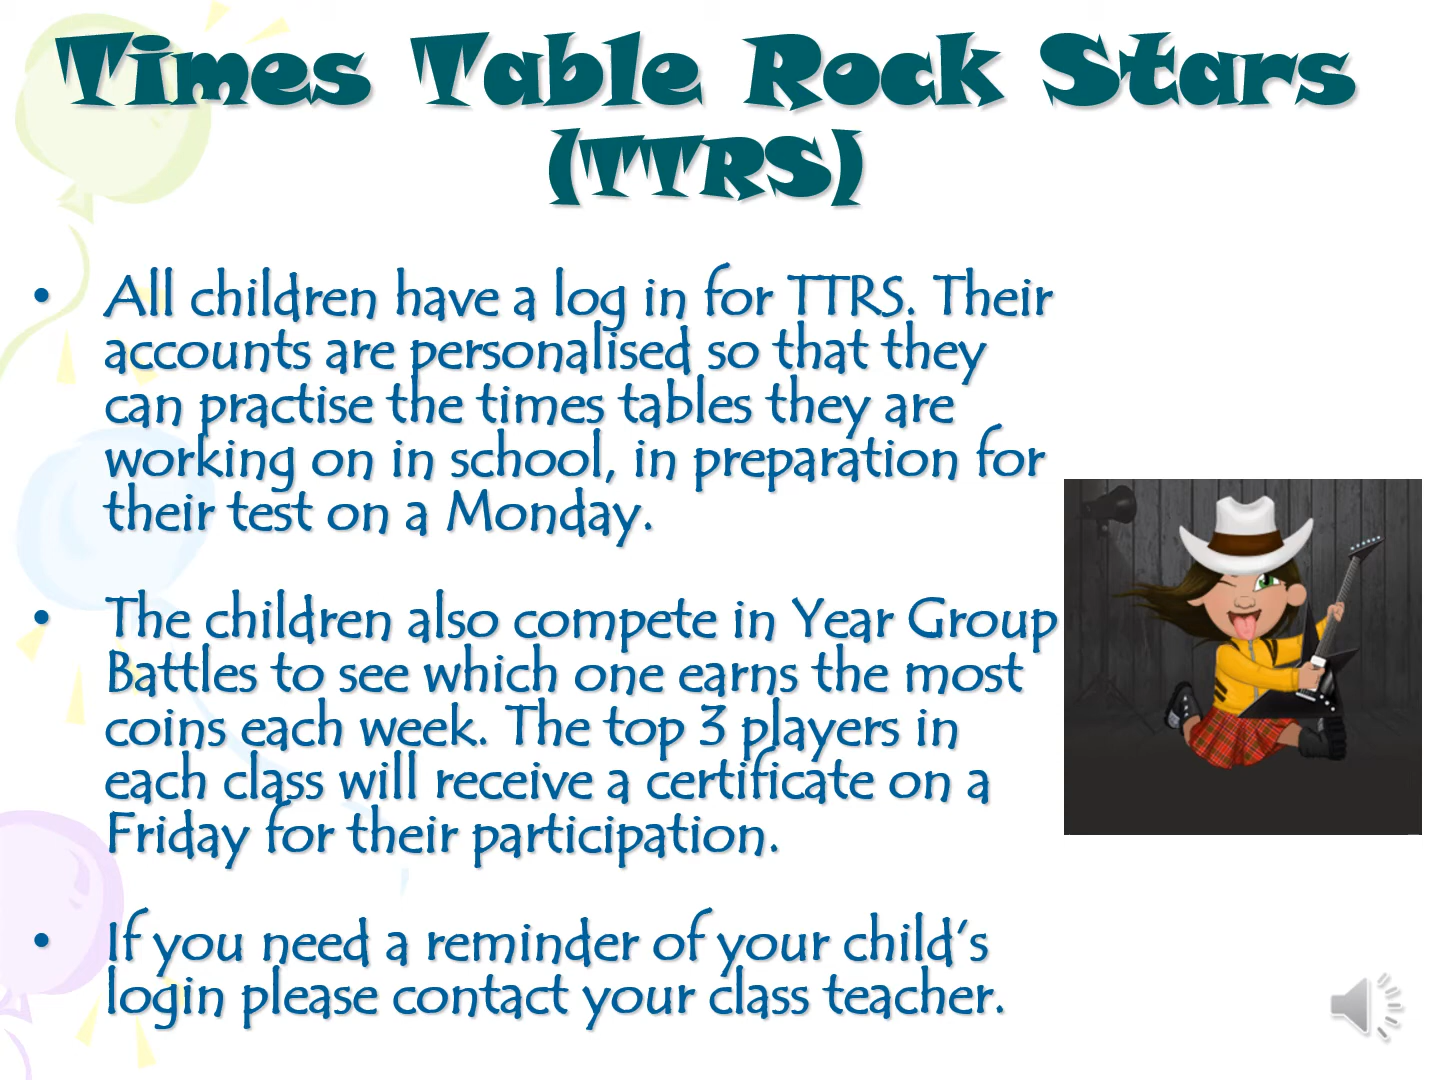 Times Table Rock Stars
(TTRS)
• All children have a log in for TTRS. Their
accounts are personalised so that they
can practise the times tables they are
working on in school, in preparation for
their test on a Monday.
• The children also compete in Year Group
Battles to see which one earns the most
coins each week. The top 3 players in
each class will receive a certificate on a
Friday for their participation.
• If you need a reminder of your child’s
login please contact your class teacher.